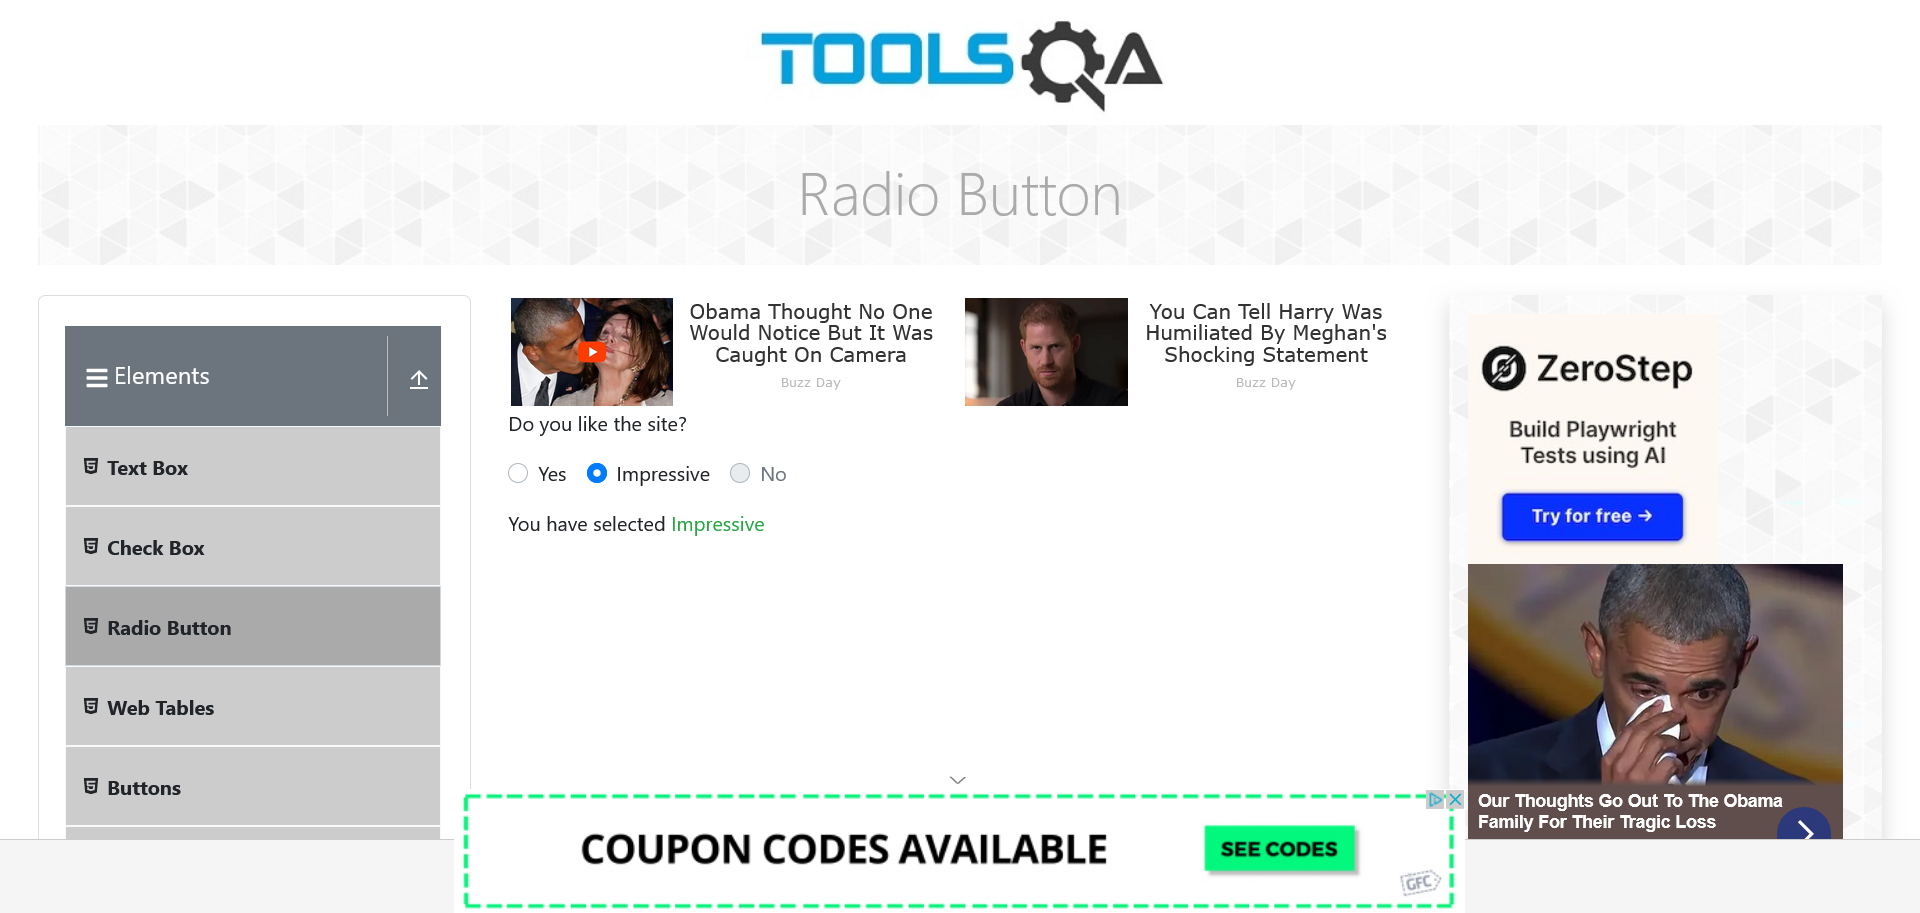 TOOLSQA
Radio Button
Elements
Text Box
Check Box
Radio Button
Web Tables
Buttons
Obama Thought No One
Would Notice But It Was
Caught On Camera
Buzz Day
You Can Tell Harry Was
Humiliated By Meghan's
Shocking Statement
Buzz Day
Do you like the site?
Yes Impressive No
You have selected Impressive
ZeroStep
Build Playwright
Tests using AI
Try for free →
Our Thoughts Go Out To The Obama
Family For Their Tragic Loss
COUPON CODES AVAILABLE
SEE CODES
GFC